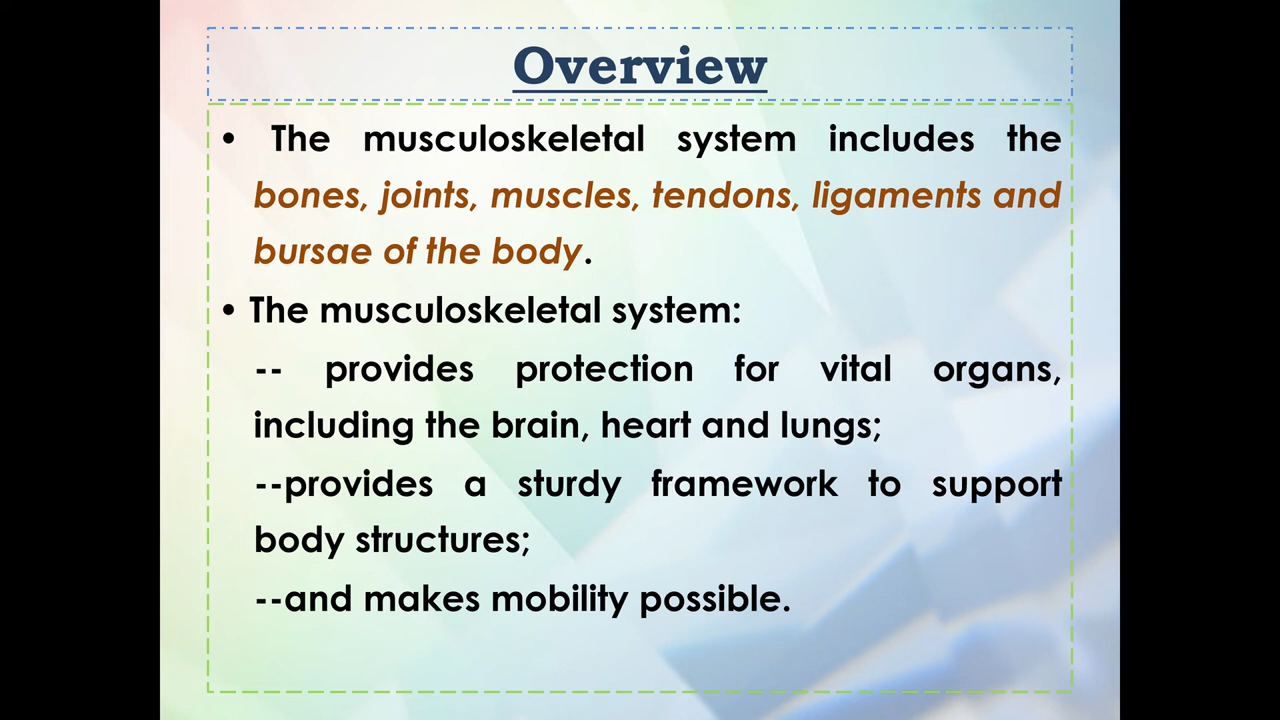 Overview
• The musculoskeletal system includes the
bones, joints, muscles, tendons, ligaments and
bursae of the body.
• The musculoskeletal system:
-- provides protection for vital organs,
including the brain, heart and lungs;
--provides a sturdy framework to support
body structures;
--and makes mobility possible.